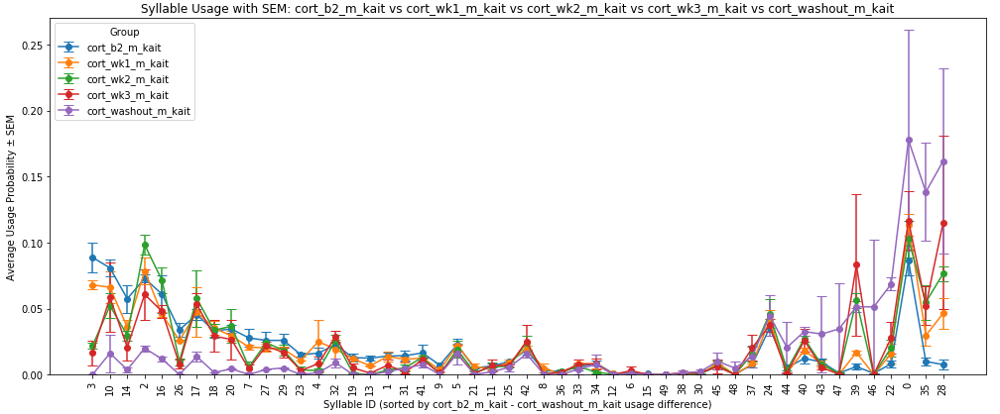 Syllable Usage with SEM: cort_b2_m_kait vs cort_wk1_m_kait vs cort_wk2_m_kait vs cort_wk3_m_kait vs cort_washout_m_kait
Group
cort_b2_m_kait
cort_wk1_m_kait
cort_wk2_m_kait
cort_wk3_m_kait
cort_washout_m_kait
Average Usage Probability ± SEM
0.25
0.20
0.15
0.10
0.05
0.00
3 10 14 2 16 26 17 18 20 7 27 29 23 4 32 19 13 1 31 41 9 5 21 11 25 42 8 36 33 34 12 6 15 49 30 38 30 45 48 37 24 44 40 43 47 39 46 22 0 35 28
Syllable ID (sorted by cort_b2_m_kait - cort_washout_m_kait usage difference)